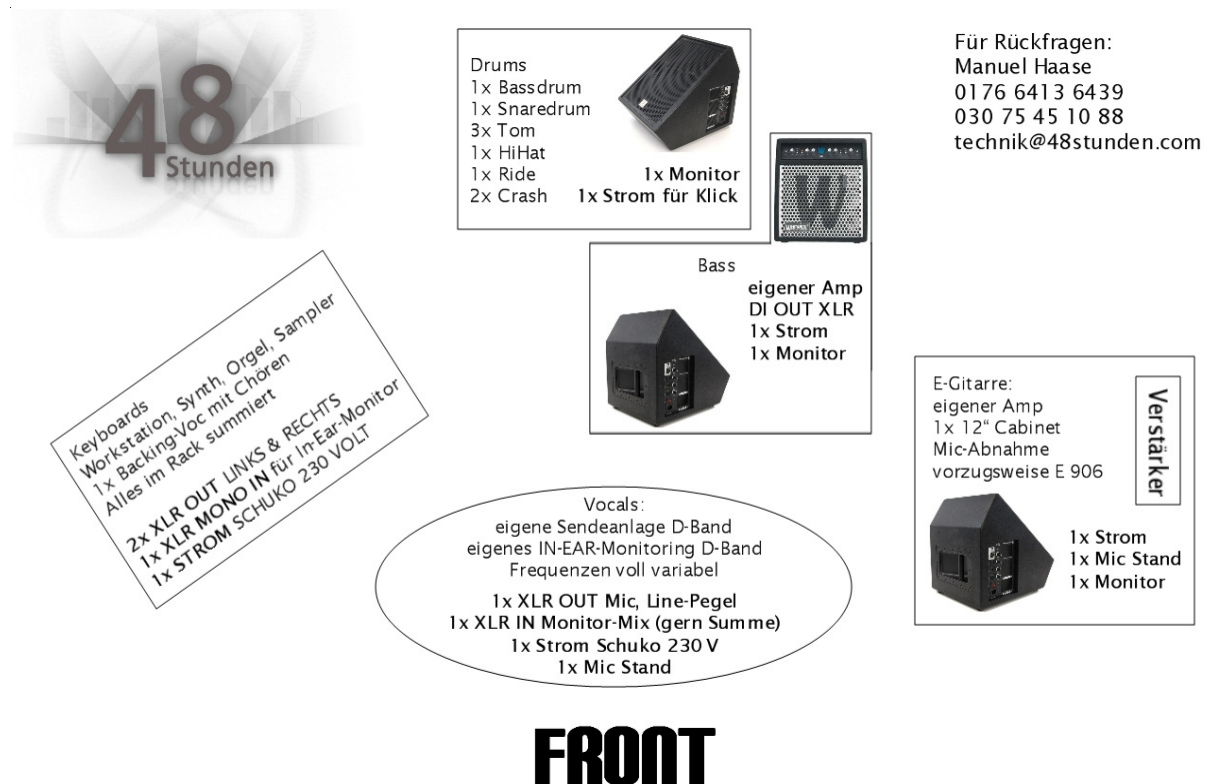 48
Stunden
Drums
1x Bassdrum
1x Snaredrum
3x Tom
1x HiHat
1x Ride
2x Crash
1x Monitor
1x Strom für Klick
Für Rückfragen:
Manuel Haase
0176 6413 6439
030 75 45 10 88
technik@48stunden.com
W
Bass
eigener Amp
DI OUT XLR
1x Strom
1x Monitor
Keyboards
Workstation, Synth, Orgel, Sampler
1x Backing-Voc mit Chören
Alles im Rack summiert
2x XLR OUT LINKS & RECHTS
1x XLR MONO IN für In-Ear-Monitor
1x STROM SCHUKO 230 VOLT
E-Gitarre:
eigener Amp
1x 12“ Cabinet
Mic-Abnahme
vorzugsweise E 906
Verstärker
1x Strom
1x Mic Stand
1x Monitor
Vocals:
eigene Sendeanlage D-Band
eigenes IN-EAR-Monitoring D-Band
Frequenzen voll variabel
1x XLR OUT Mic, Line-Pegel
1x XLR IN Monitor-Mix (gern Summe)
1x Strom Schuko 230 V
1x Mic Stand
FRONT